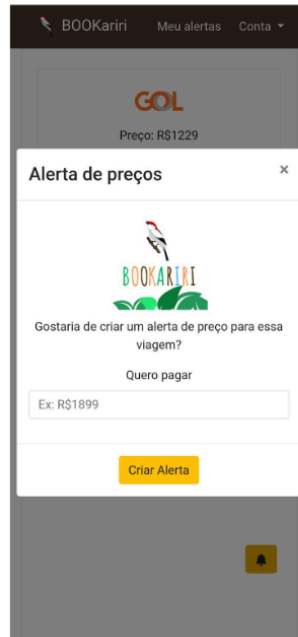 BOOKariri Meu alertas Conta
GOL
Preço: R$1229
Alerta de preços ×
BOOKARIRI
Gostaria de criar um alerta de preço para essa
viagem?
Quero pagar
Ex: R$1899
Criar Alerta